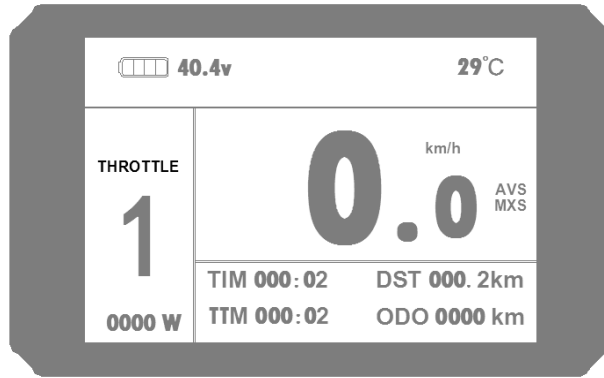 40.4v 29°C
THROTTLE
1
0000 W
km/h
0.0
AVS
MXS
TIM 000:02 DST 000.2km
TTM 000:02 ODO 0000 km